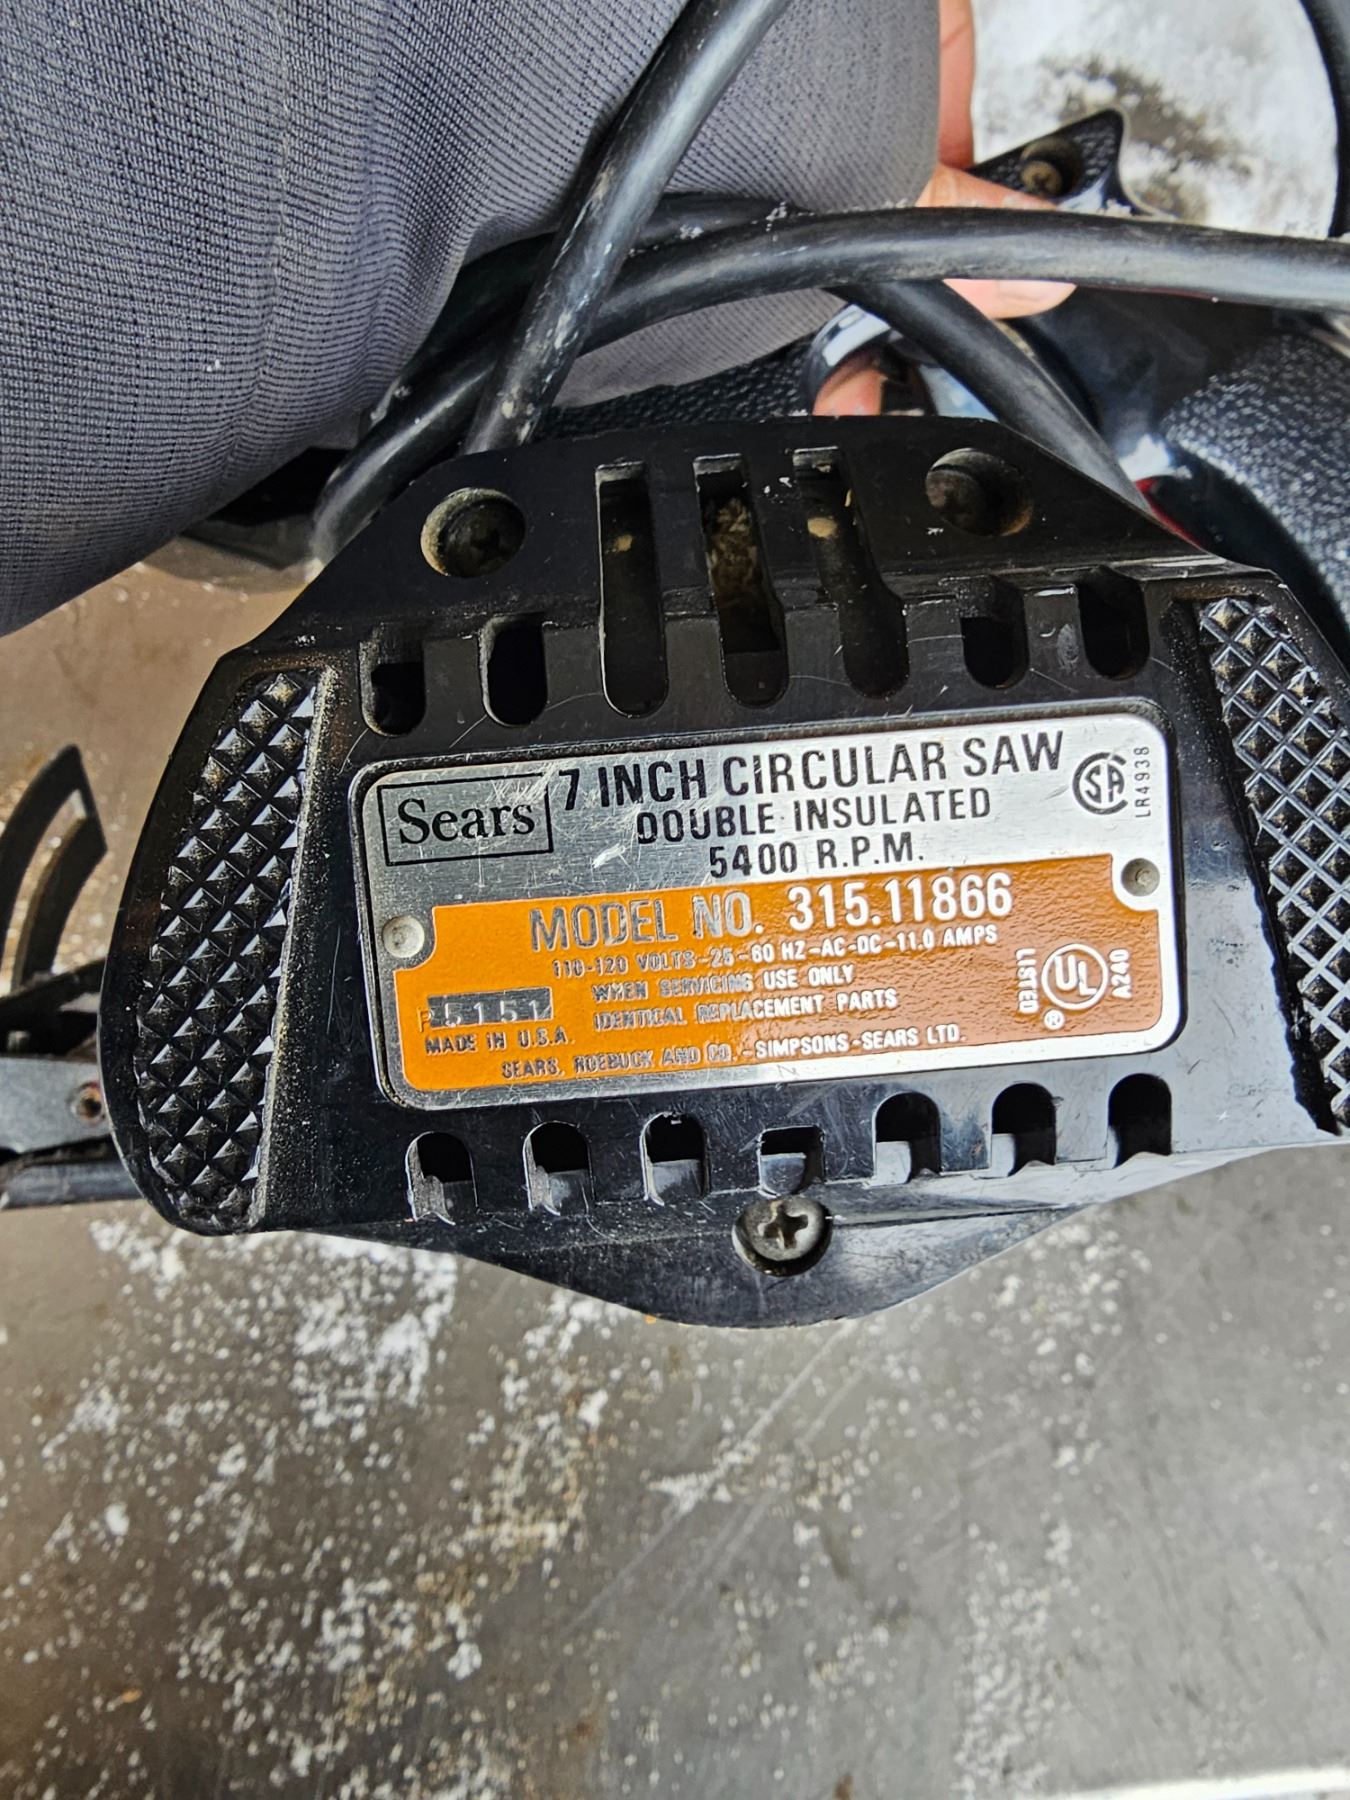 Sears
7 INCH CIRCULAR SAW
DOUBLE INSULATED
5400 R.P.M.
SA
LR4938
MODEL NO. 315.11866
110-120 VOLTS-25-60 HZ-AC-DC-11.0 AMPS
WHEN SERVICING USE ONLY
IDENTICAL REPLACEMENT PARTS
P5151
MADE IN U.S.A.
SEARS, ROEBUCK AND CO.-SIMPSONS-SEARS LTD.
LISTED
UL
®
A240